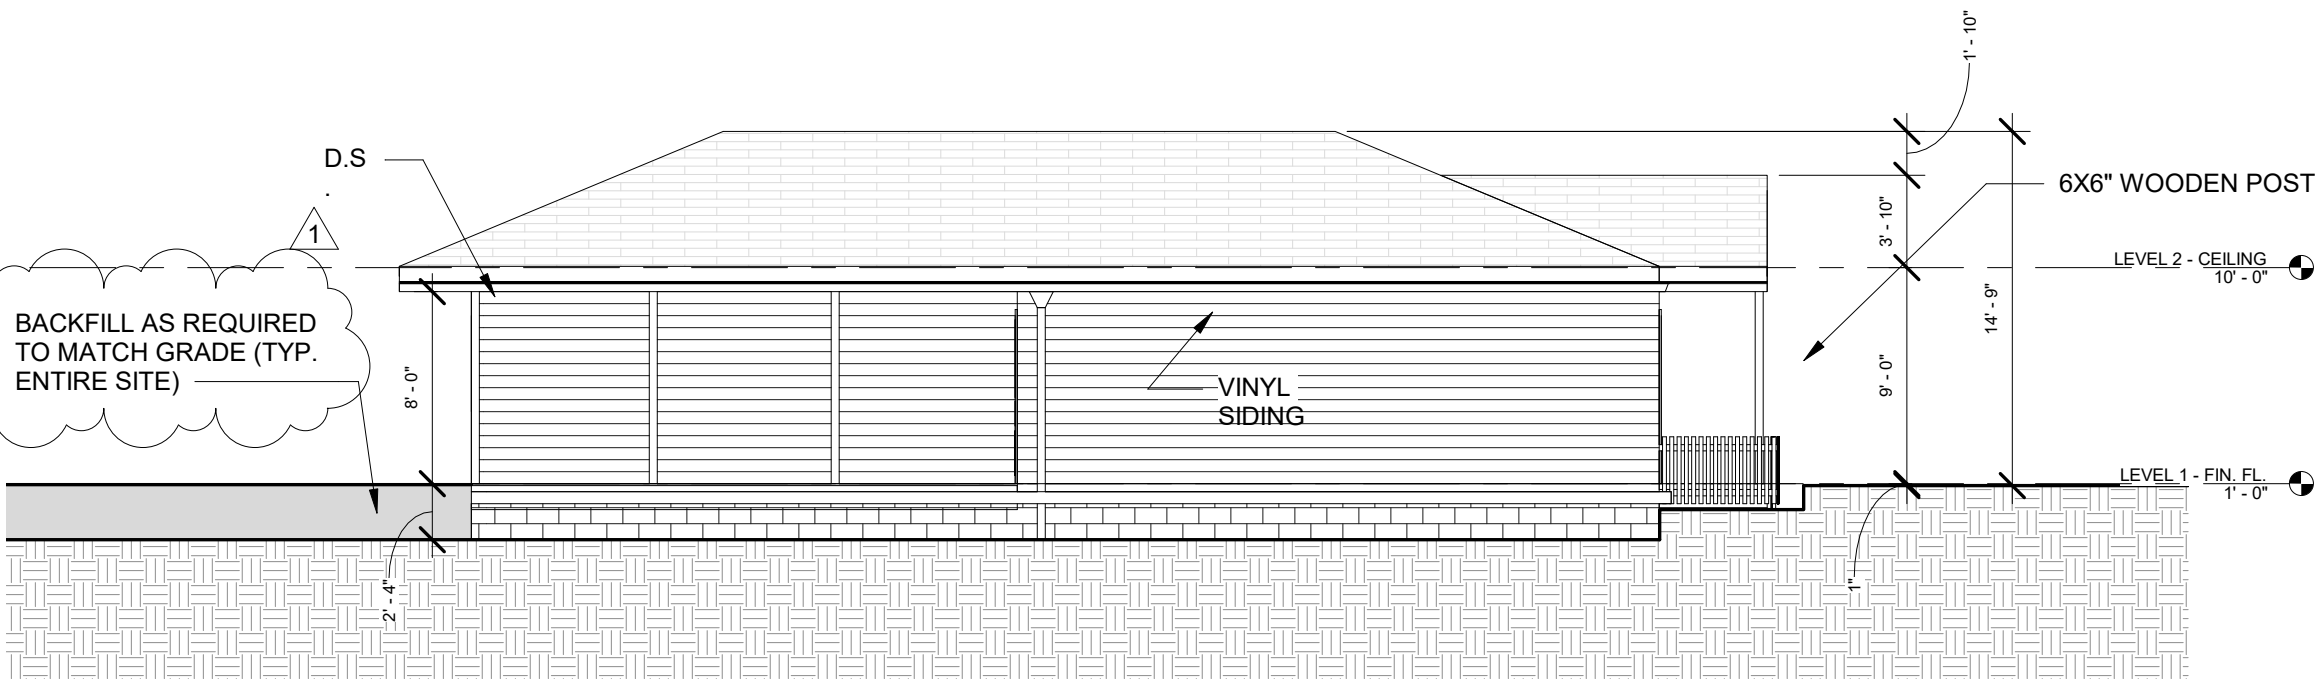 1' - 10"
D.S
.
6X6" WOODEN POST
1
3' - 10"
LEVEL 2 - CEILING
10' - 0"
BACKFILL AS REQUIRED
TO MATCH GRADE (TYP.
ENTIRE SITE)
14' - 9"
8' - 0"
VINYL
SIDING
9' - 0"
LEVEL 1 - FIN. FL.
1' - 0"
2' - 4"
1"